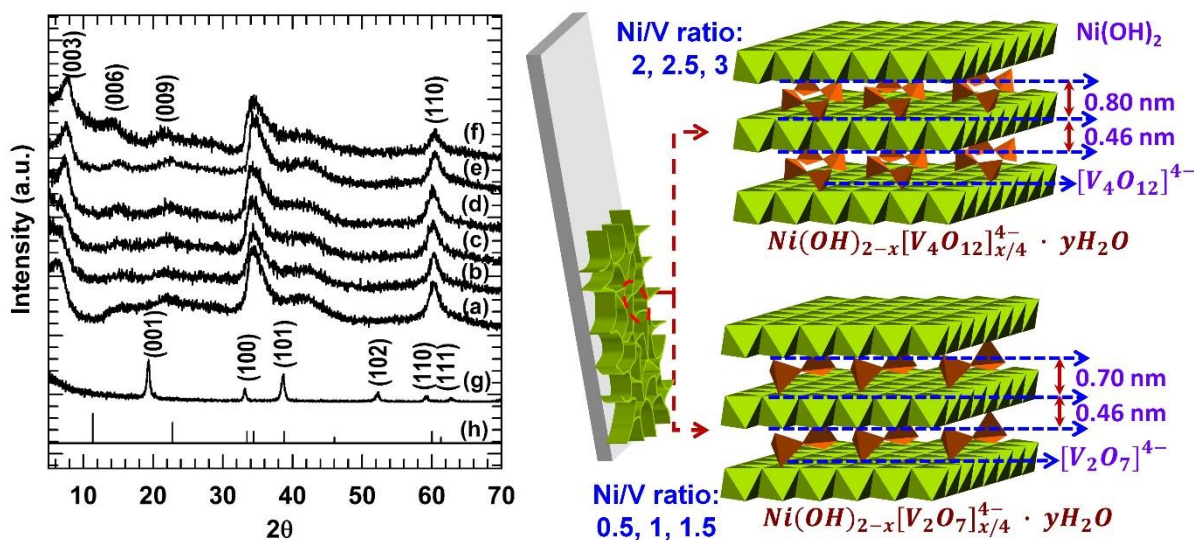 Intensity (a.u.)
(003)
(006)
(009)
(110)
(f)
(e)
(d)
(c)
(b)
(a)
(001)
(100)
(101)
(102)
(110)
(111)
(g)
(h)
10 20 30 40 50 60 70
2θ
Ni/V ratio:
2, 2.5, 3
Ni(OH)₂
0.80 nm
0.46 nm
[V₄O₁₂]⁴⁻
Ni(OH)₂₋ₓ[V₄O₁₂]⁴⁻ₓ/₄ · yH₂O
0.70 nm
0.46 nm
[V₂O₇]⁴⁻
Ni/V ratio:
0.5, 1, 1.5
Ni(OH)₂₋ₓ[V₂O₇]⁴⁻ₓ/₄ · yH₂O